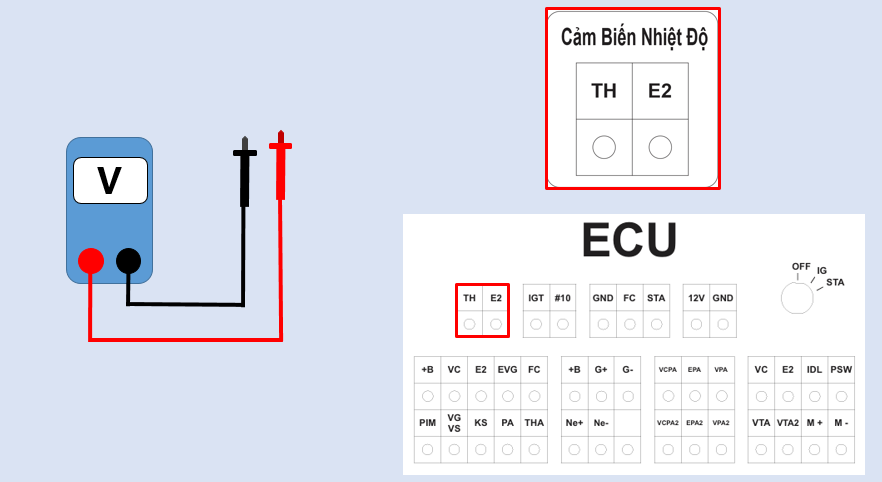 Cảm Biến Nhiệt Độ
TH E2
V
ECU
OFF IG STA
TH E2 IGT #10 GND FC STA 12V GND
+B VC E2 EVG FC +B G+ G- VCPA EPA VPA VC E2 IDL PSW
PIM VG VS KS PA THA Ne+ Ne- VCPA2 EPA2 VPA2 VTA VTA2 M + M -